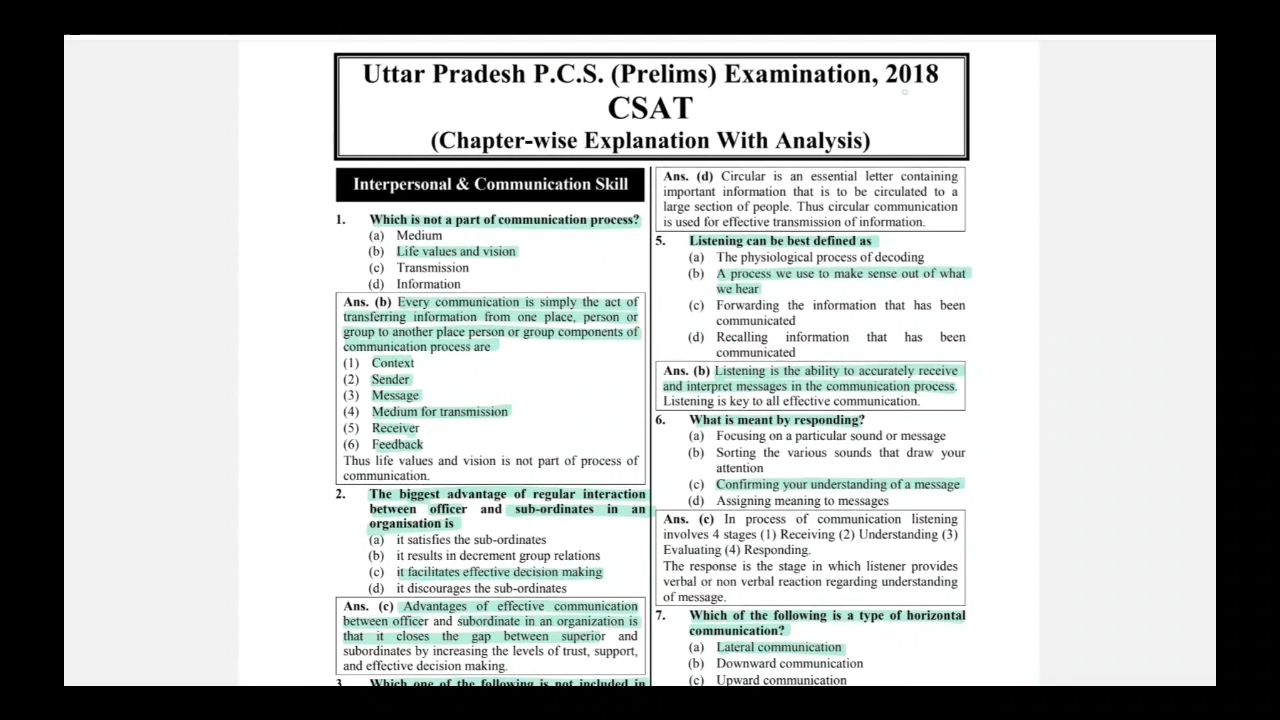 Uttar Pradesh P.C.S. (Prelims) Examination, 2018
CSAT
(Chapter-wise Explanation With Analysis)
Interpersonal & Communication Skill
1. Which is not a part of communication process?
(a) Medium
(b) Life values and vision
(c) Transmission
(d) Information
Ans. (b) Every communication is simply the act of
transferring information from one place, person or
group to another place person or group components of
communication process are
(1) Context
(2) Sender
(3) Message
(4) Medium for transmission
(5) Receiver
(6) Feedback
Thus life values and vision is not part of process of
communication.
2. The biggest advantage of regular interaction
between officer and sub-ordinates in an
organisation is
(a) it satisfies the sub-ordinates
(b) it results in decrement group relations
(c) it facilitates effective decision making
(d) it discourages the sub-ordinates
Ans. (c) Advantages of effective communication
between officer and subordinate in an organization is
that it closes the gap between superior and
subordinates by increasing the levels of trust, support,
and effective decision making.
3. Which one of the following is not included in
Ans. (d) Circular is an essential letter containing
important information that is to be circulated to a
large section of people. Thus circular communication
is used for effective transmission of information.
5. Listening can be best defined as
(a) The physiological process of decoding
(b) A process we use to make sense out of what
we hear
(c) Forwarding the information that has been
communicated
(d) Recalling information that has been
communicated
Ans. (b) Listening is the ability to accurately receive
and interpret messages in the communication process.
Listening is key to all effective communication.
6. What is meant by responding?
(a) Focusing on a particular sound or message
(b) Sorting the various sounds that draw your
attention
(c) Confirming your understanding of a message
(d) Assigning meaning to messages
Ans. (c) In process of communication listening
involves 4 stages (1) Receiving (2) Understanding (3)
Evaluating (4) Responding.
The response is the stage in which listener provides
verbal or non verbal reaction regarding understanding
of message.
7. Which of the following is a type of horizontal
communication?
(a) Lateral communication
(b) Downward communication
(c) Upward communication